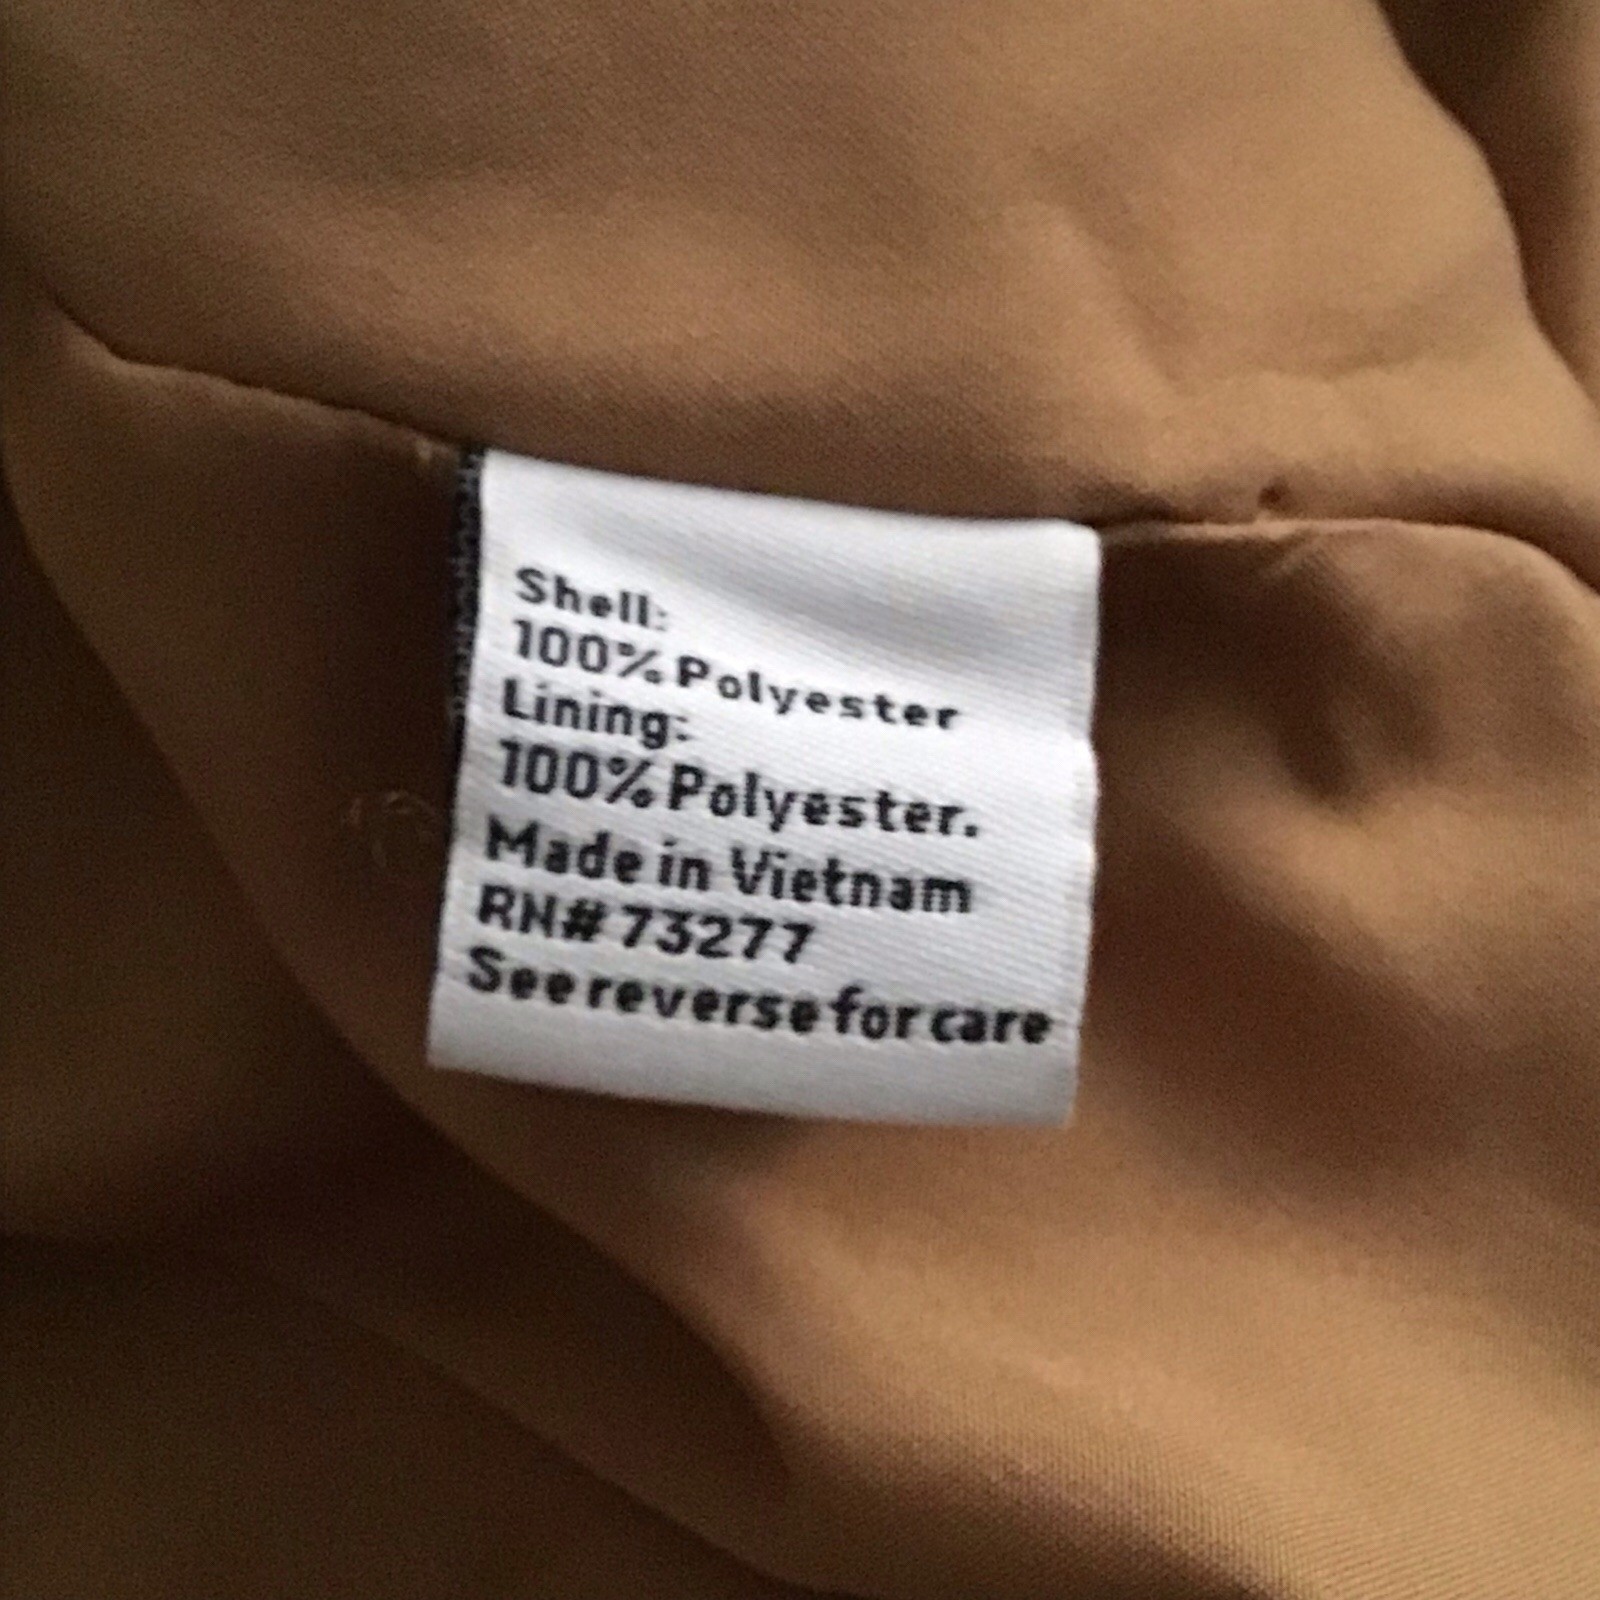 Shell:
100% Polyester
Lining:
100% Polyester.
Made in Vietnam
RN# 73277
See reverse for care